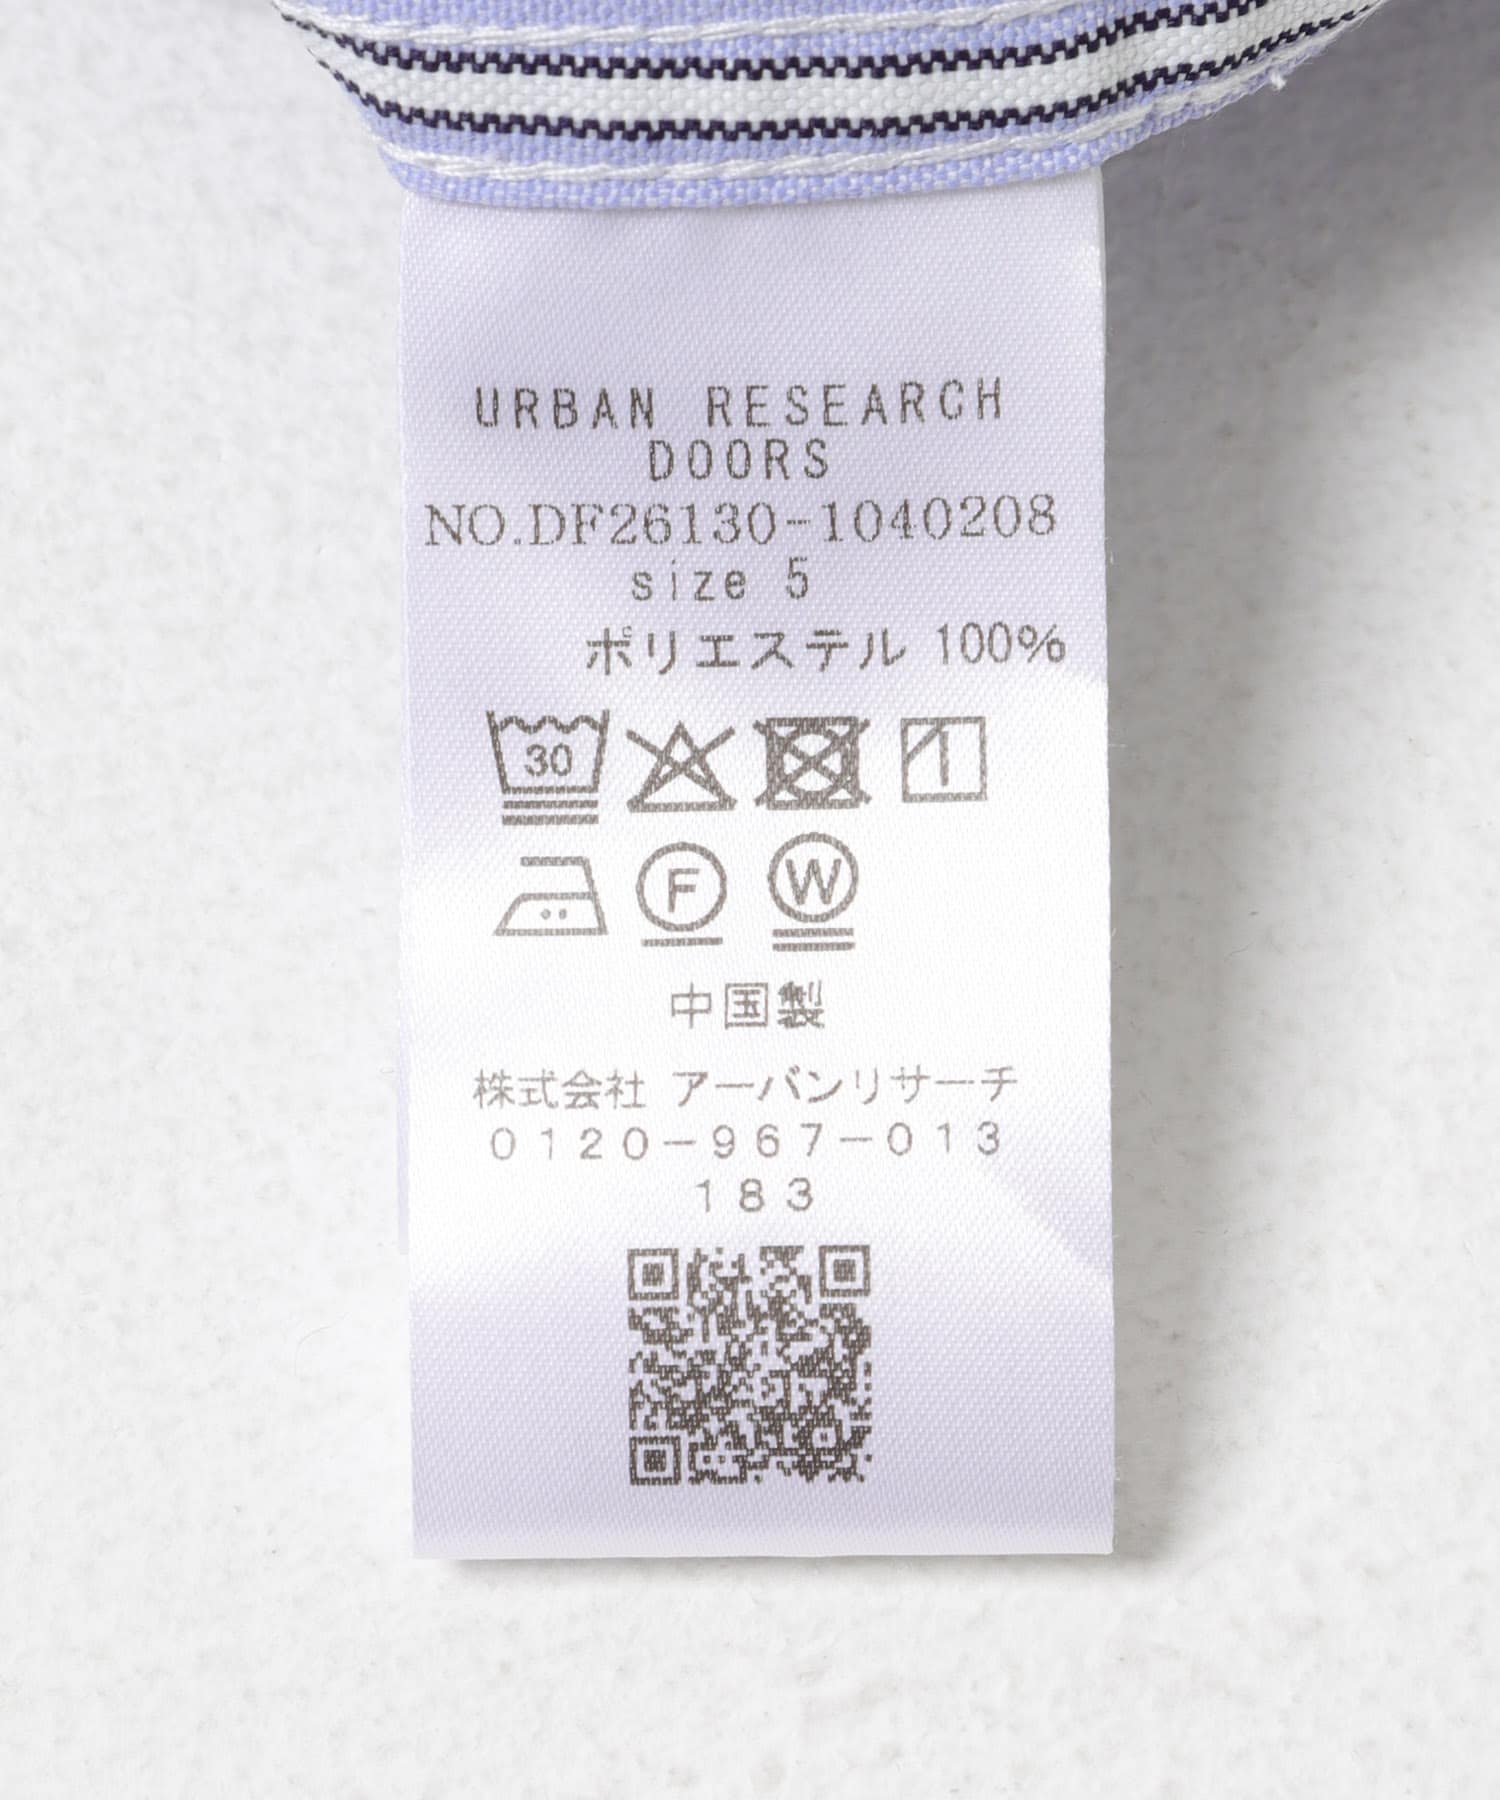 URBAN RESEARCH
DOORS
NO.DF26130-1040208
size 5
ポリエステル 100%
30
F
W
中国製
株式会社 アーバンリサーチ
0120-967-013
183